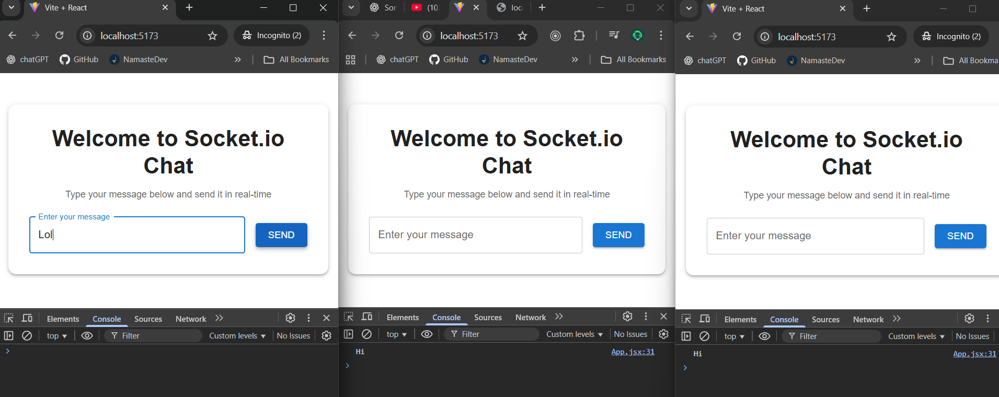 Vite + React
localhost:5173
Incognito (2)
chatGPT
GitHub
NamasteDev
All Bookmarks
Welcome to Socket.io
Chat
Type your message below and send it in real-time
Enter your message
Lol
SEND
Elements
Console
Sources
Network
top
Filter
Custom levels
No Issues
Sor
(10
loc
localhost:5173
chatGPT
GitHub
NamasteDev
All Bookmarks
Welcome to Socket.io
Chat
Type your message below and send it in real-time
Enter your message
SEND
Elements
Console
Sources
Network
top
Filter
Custom levels
No Issues
Hi
App.jsx:31
Vite + React
localhost:5173
Incognito (2)
chatGPT
GitHub
NamasteDev
All Bookma
Welcome to Socket.io
Chat
Type your message below and send it in real-time
Enter your message
SEND
Elements
Console
Sources
Network
top
Filter
Custom levels
No Issues
Hi
App.jsx:31